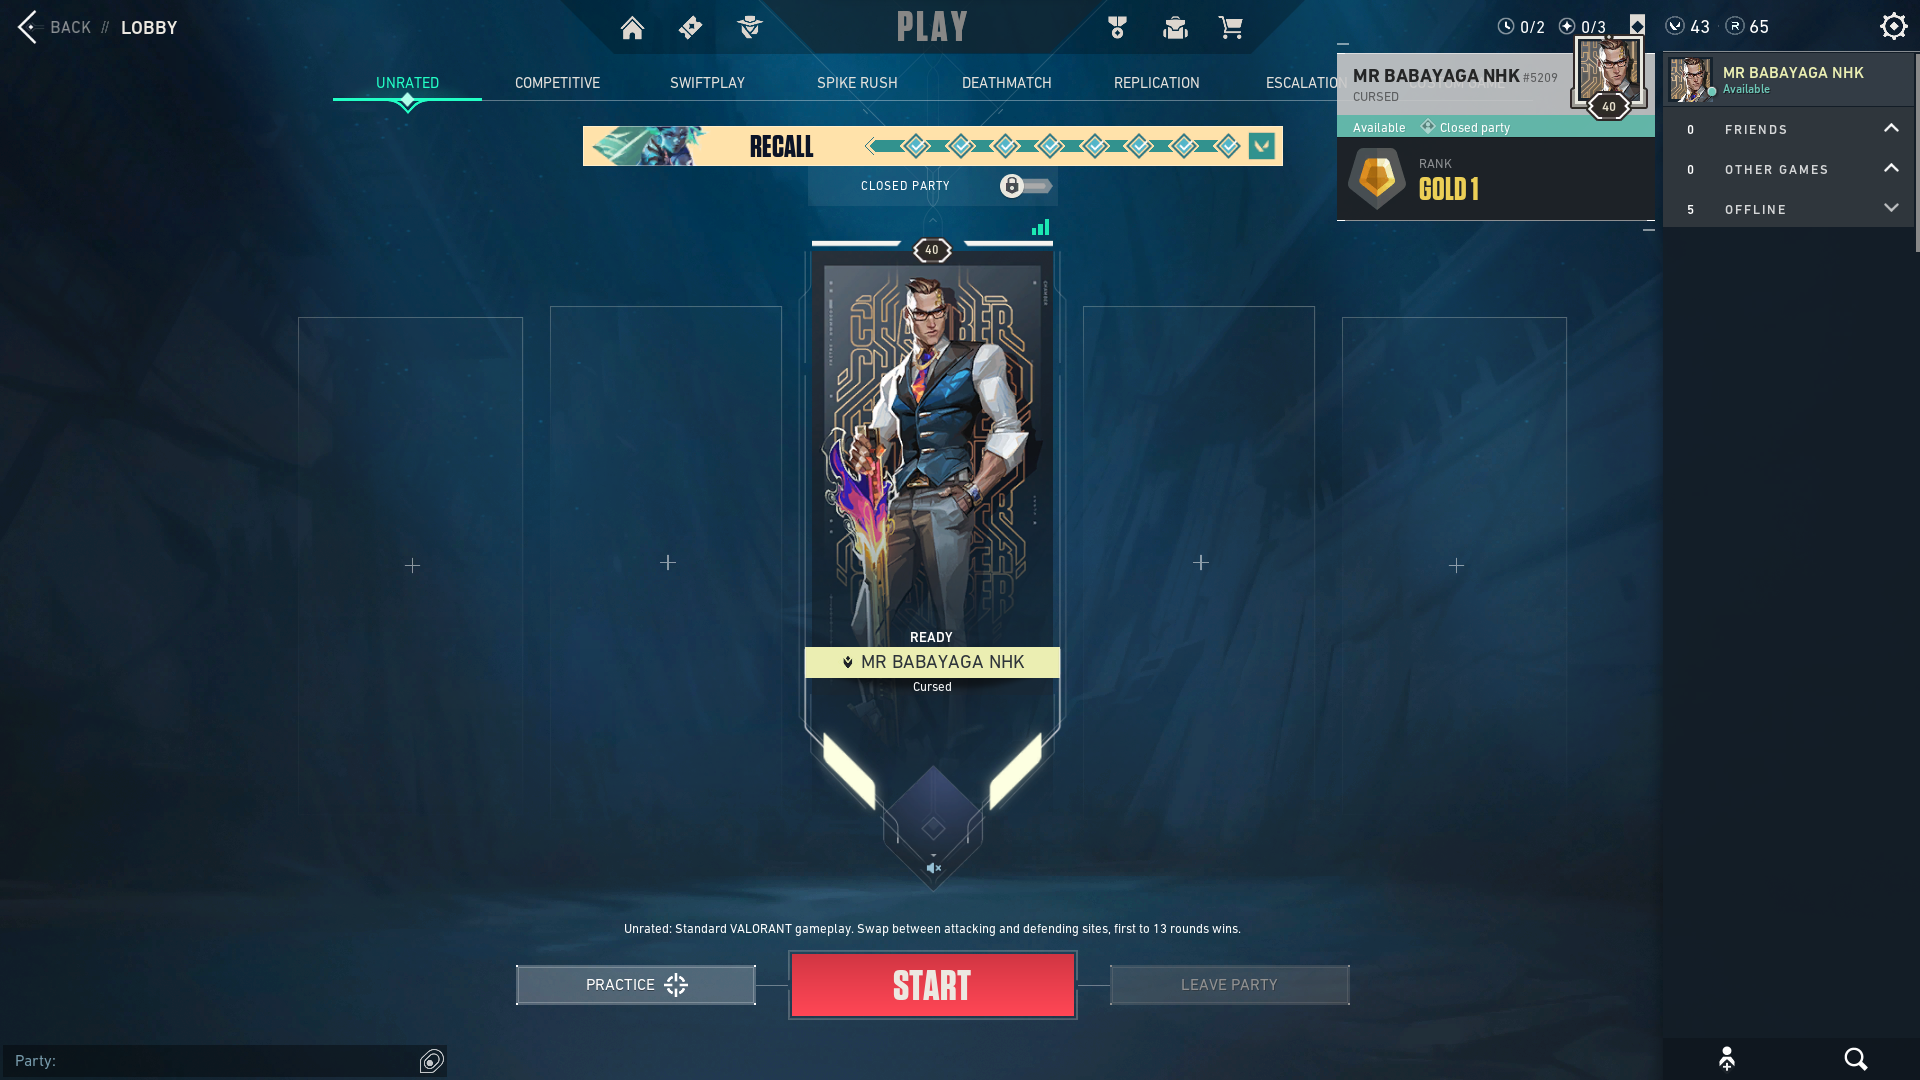 BACK // LOBBY
PLAY
0/2
0/3
43
65
UNRATED
COMPETITIVE
SWIFTPLAY
SPIKE RUSH
DEATHMATCH
REPLICATION
ESCALATION
MR BABAYAGA NHK #5209
CURSED
40
Available
Closed party
RANK
GOLD 1
MR BABAYAGA NHK
Available
0 FRIENDS
0 OTHER GAMES
5 OFFLINE
RECALL
CLOSED PARTY
40
CHAMBER
READY
MR BABAYAGA NHK
Cursed
Unrated: Standard VALORANT gameplay. Swap between attacking and defending sites, first to 13 rounds wins.
PRACTICE
START
LEAVE PARTY
Party: